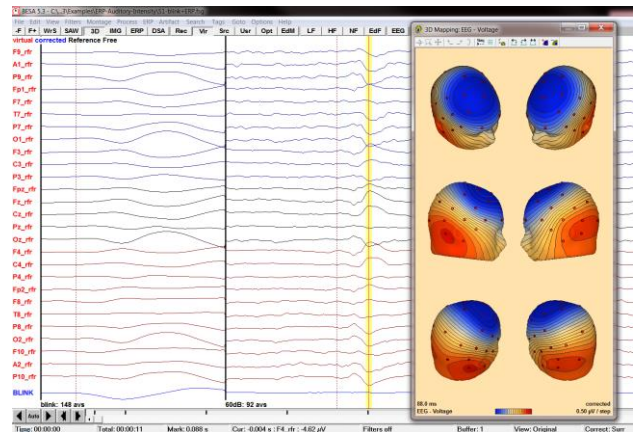 BESA 5.3 - C:\...3\Examples\ERP-Auditory-Intensity\S1-blink+ERP.fsg
File Edit View Filters Montage Process ERP Artifact Search Tags Goto Options Help
-F F+ WrS SAW 3D IMG ERP DSA Rec Vir Src Usr Opt EdM LF HF NF EdF EEG
virtual corrected Reference Free
F9_rfr
A1_rfr
Fp1_rfr
F7_rfr
T7_rfr
P7_rfr
O1_rfr
F3_rfr
C3_rfr
P3_rfr
Fpz_rfr
Fz_rfr
Cz_rfr
Pz_rfr
Oz_rfr
F4_rfr
C4_rfr
P4_rfr
Fp2_rfr
F8_rfr
T8_rfr
P8_rfr
O2_rfr
F10_rfr
A2_rfr
P10_rfr
BLINK
blink: 148 avs
60dB: 92 avs
3D Mapping: EEG - Voltage
88.0 ms
corrected
EEG - Voltage
0.50 µV / step
Auto
Time: 00:00:00 Total: 00:00:11 Mark: 0.088 s Cur: -0.004 s : F4_rfr : -4.62 µV Filters off Buffer: 1 View: Original Correct: Surr